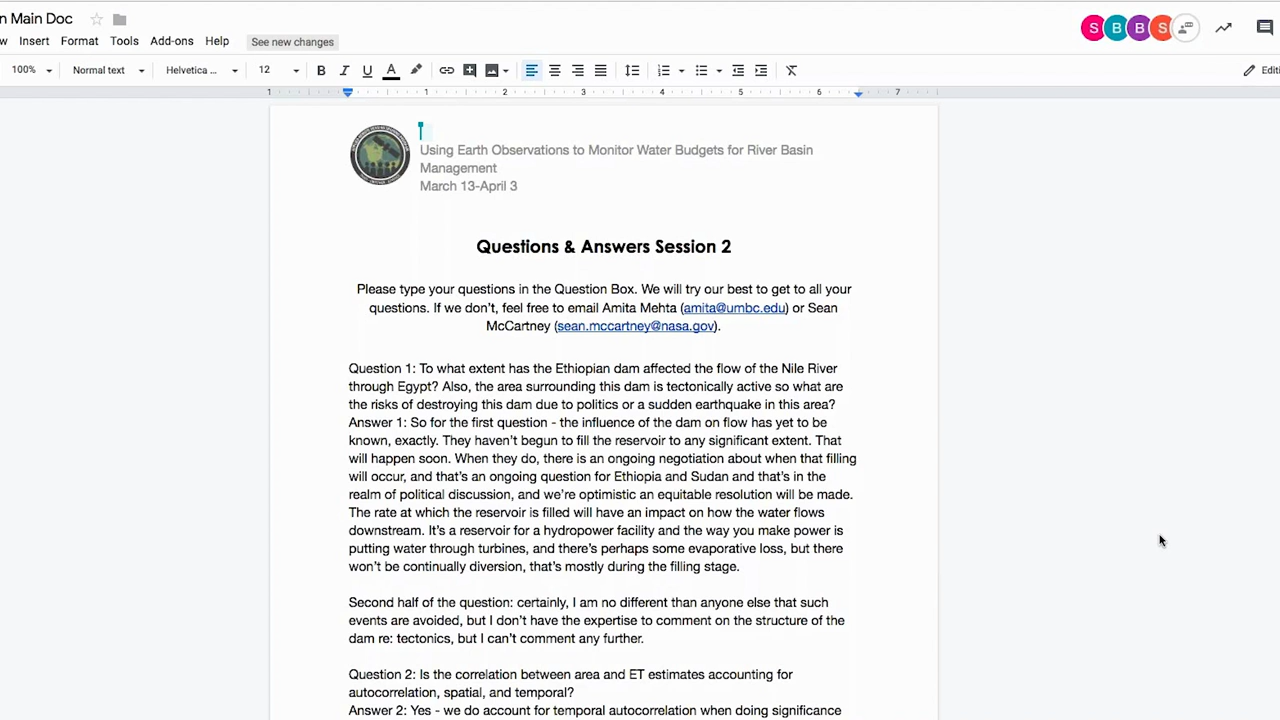 n Main Doc
w Insert Format Tools Add-ons Help See new changes
S B B S
100% Normal text Helvetica ... 12 B I U A Editi
1 1 2 3 4 5 6 7
Using Earth Observations to Monitor Water Budgets for River Basin
Management
March 13-April 3
Questions & Answers Session 2
Please type your questions in the Question Box. We will try our best to get to all your
questions. If we don't, feel free to email Amita Mehta (amita@umbc.edu) or Sean
McCartney (sean.mccartney@nasa.gov).
Question 1: To what extent has the Ethiopian dam affected the flow of the Nile River
through Egypt? Also, the area surrounding this dam is tectonically active so what are
the risks of destroying this dam due to politics or a sudden earthquake in this area?
Answer 1: So for the first question - the influence of the dam on flow has yet to be
known, exactly. They haven't begun to fill the reservoir to any significant extent. That
will happen soon. When they do, there is an ongoing negotiation about when that filling
will occur, and that's an ongoing question for Ethiopia and Sudan and that's in the
realm of political discussion, and we're optimistic an equitable resolution will be made.
The rate at which the reservoir is filled will have an impact on how the water flows
downstream. It's a reservoir for a hydropower facility and the way you make power is
putting water through turbines, and there's perhaps some evaporative loss, but there
won't be continually diversion, that's mostly during the filling stage.
Second half of the question: certainly, I am no different than anyone else that such
events are avoided, but I don't have the expertise to comment on the structure of the
dam re: tectonics, but I can't comment any further.
Question 2: Is the correlation between area and ET estimates accounting for
autocorrelation, spatial, and temporal?
Answer 2: Yes - we do account for temporal autocorrelation when doing significance